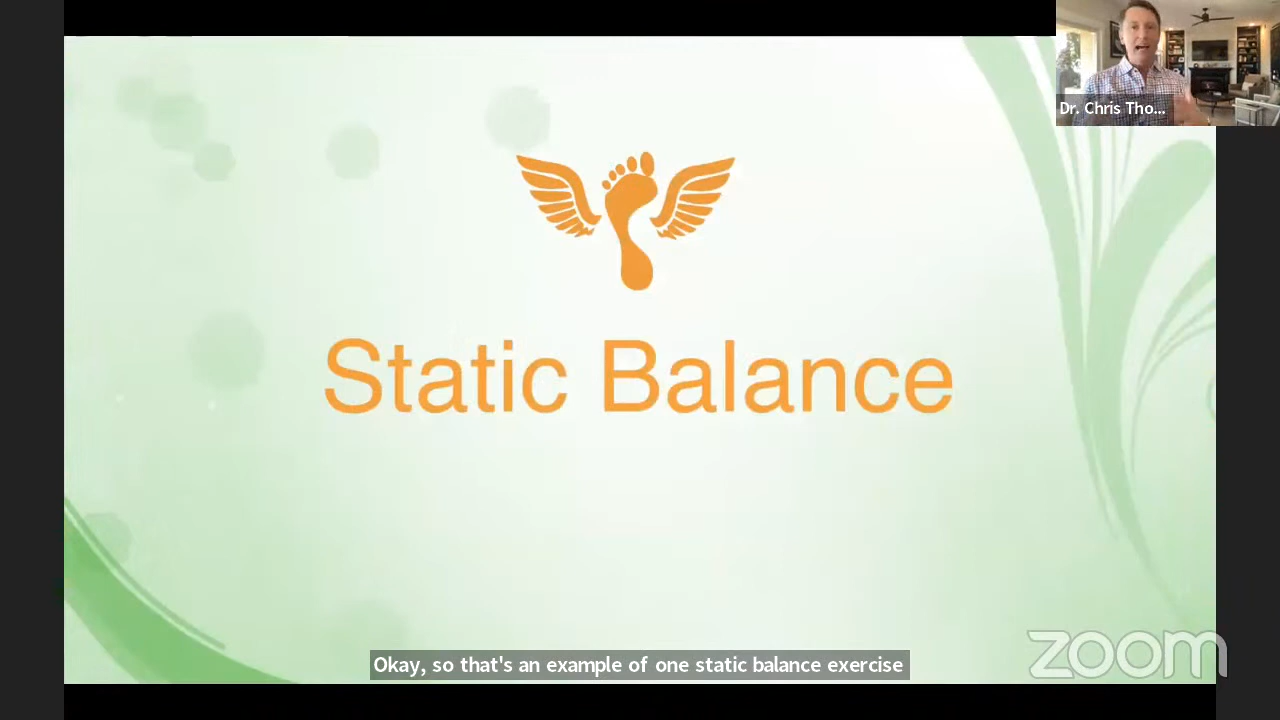 Dr. Chris Tho...
Static Balance
Okay, so that's an example of one static balance exercise
zoom